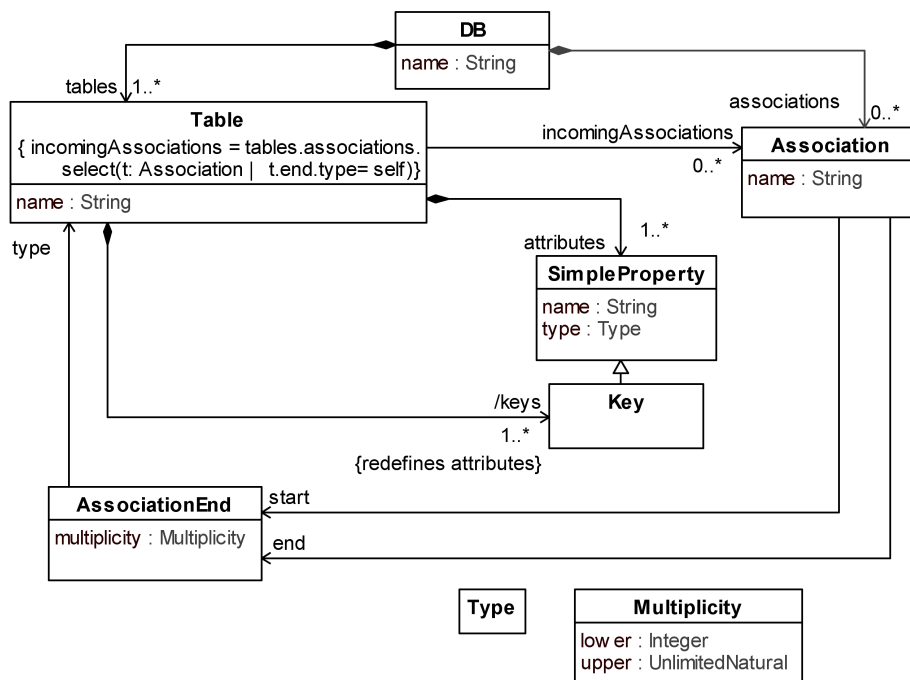 DB
name : String
tables 1..*
associations
0..*
Table
{ incomingAssociations = tables.associations.
select(t: Association | t.end.type= self)}
name : String
incomingAssociations
0..*
Association
name : String
type
attributes 1..*
SimpleProperty
name : String
type : Type
/keys
1..*
{redefines attributes}
Key
AssociationEnd
multiplicity : Multiplicity
start
end
Type
Multiplicity
lower : Integer
upper : UnlimitedNatural